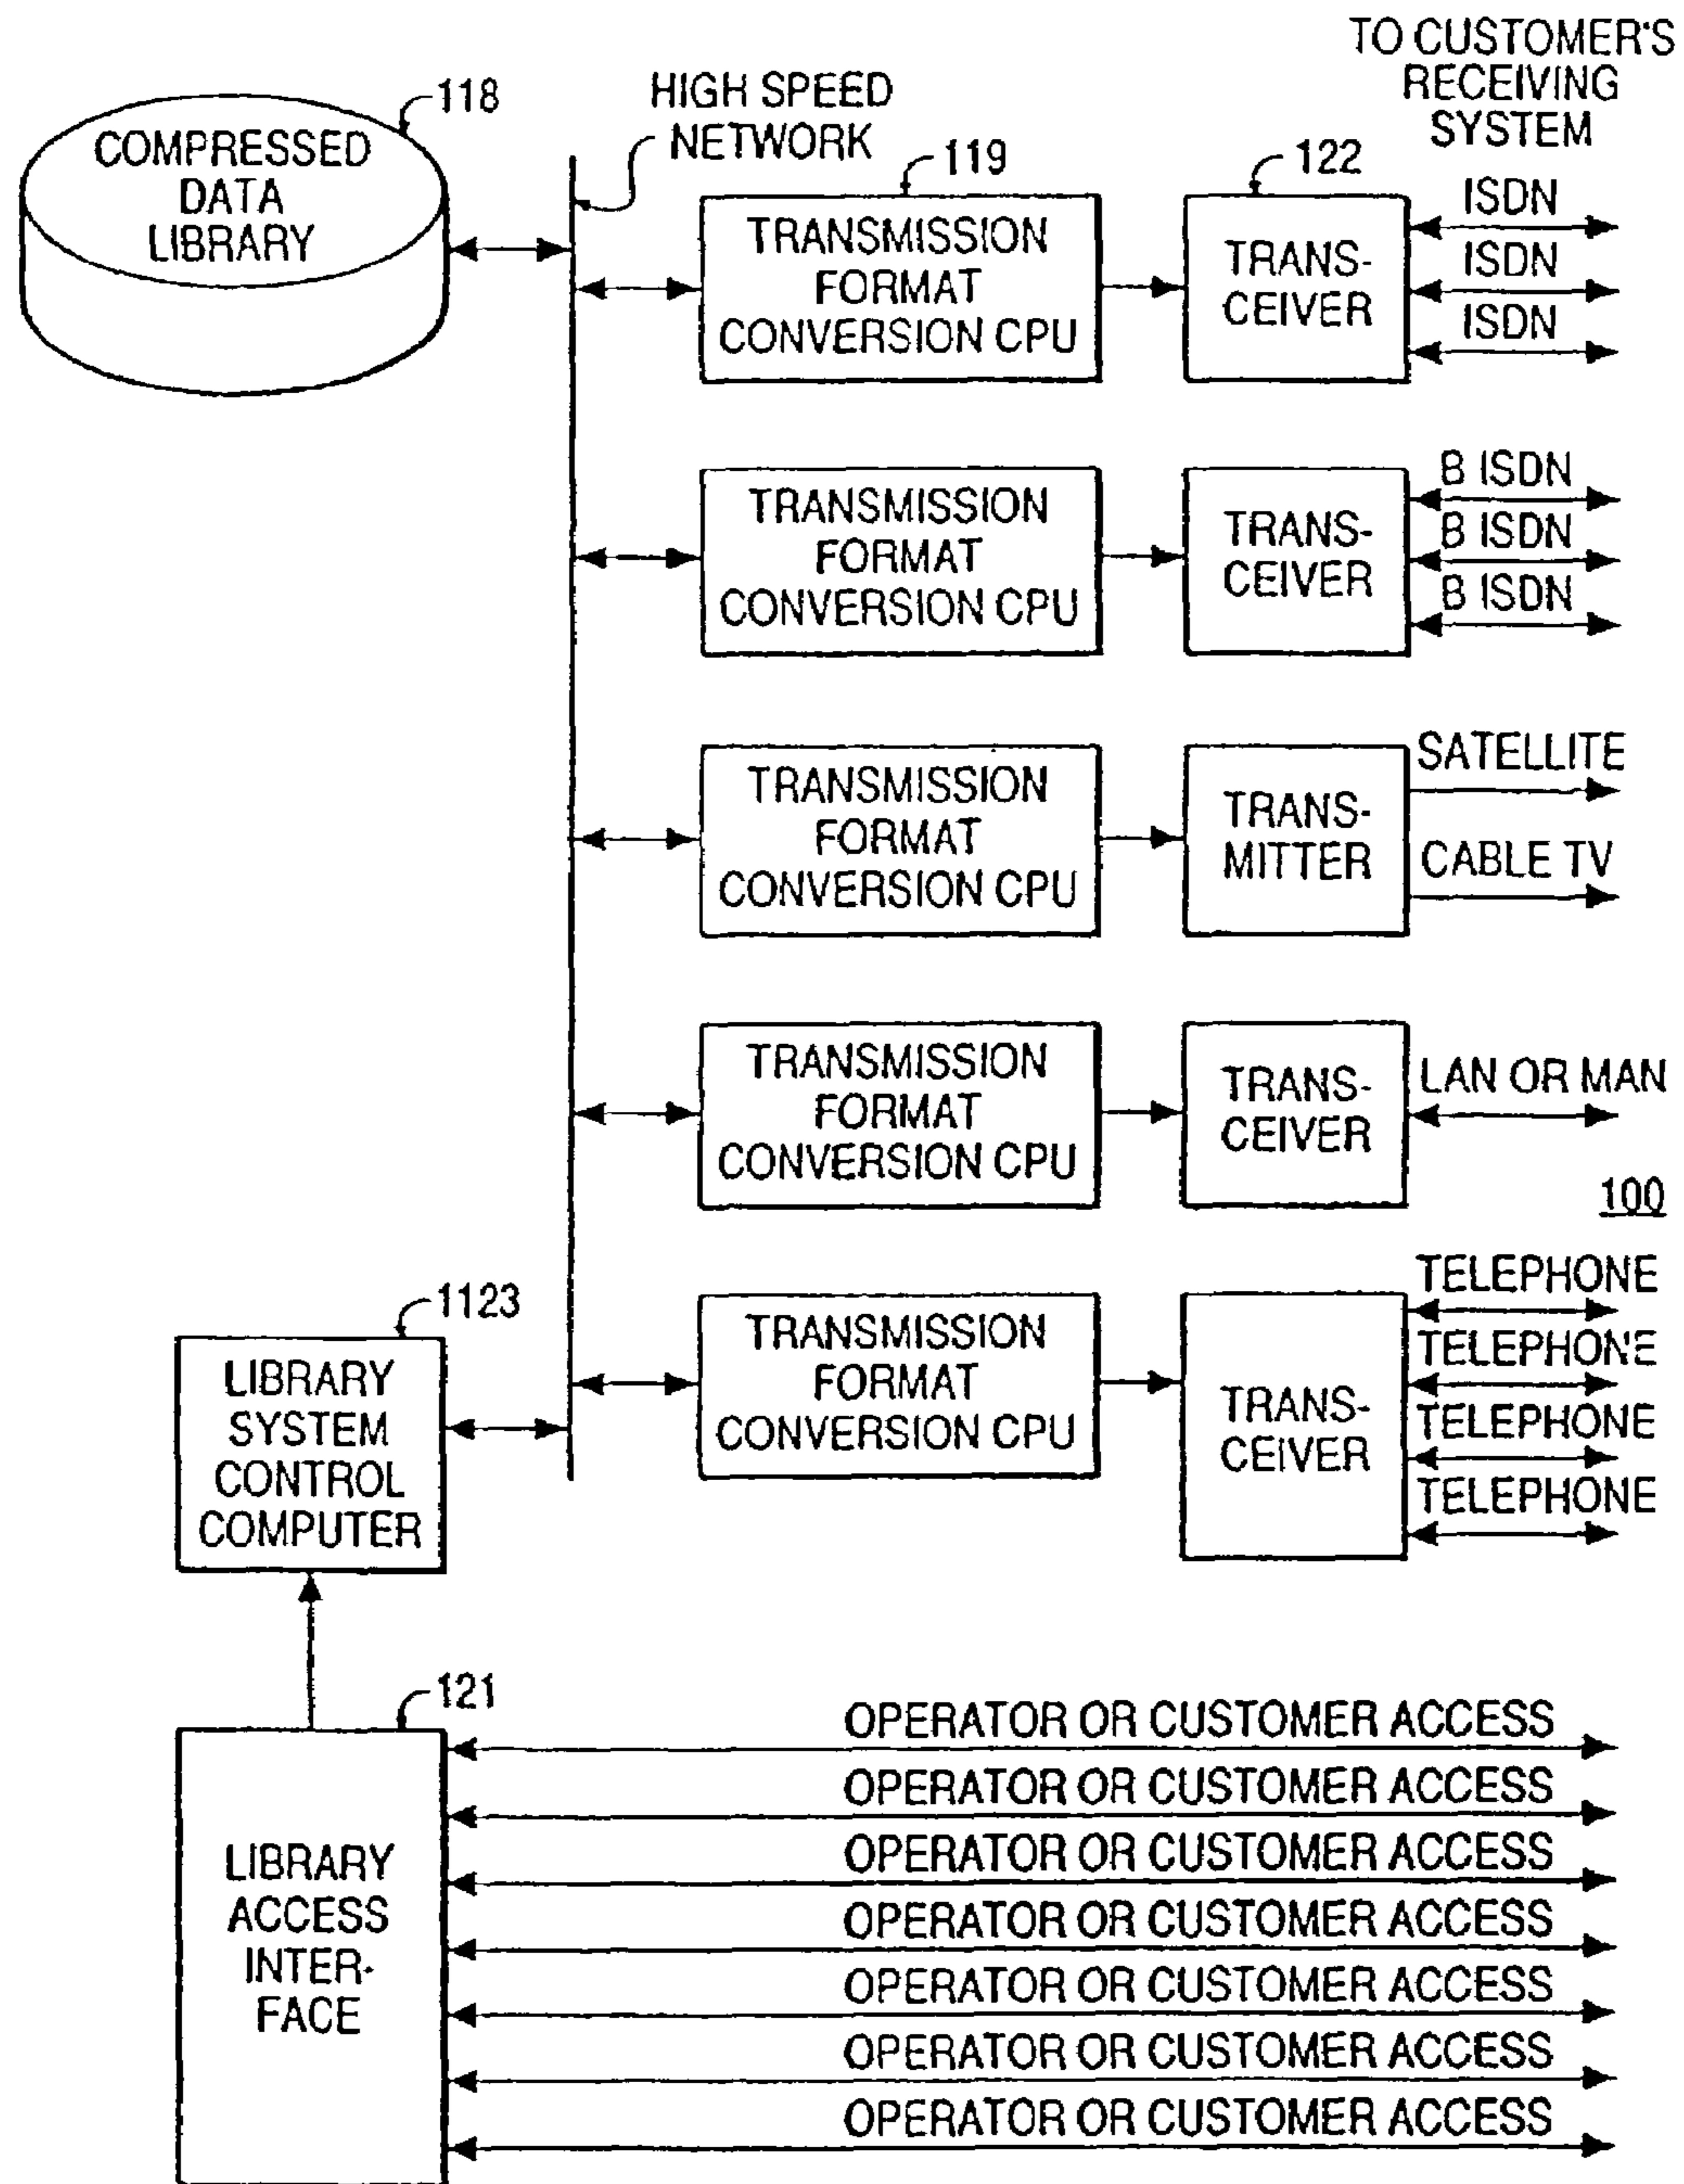 TO CUSTOMER'S
RECEIVING
SYSTEM
118
HIGH SPEED
NETWORK
COMPRESSED
DATA
LIBRARY
119
122
TRANSMISSION
FORMAT
CONVERSION CPU
TRANS-
CEIVER
ISDN
ISDN
ISDN
TRANSMISSION
FORMAT
CONVERSION CPU
TRANS-
CEIVER
B ISDN
B ISDN
B ISDN
TRANSMISSION
FORMAT
CONVERSION CPU
TRANS-
MITTER
SATELLITE
CABLE TV
TRANSMISSION
FORMAT
CONVERSION CPU
TRANS-
CEIVER
LAN OR MAN
100
1123
LIBRARY
SYSTEM
CONTROL
COMPUTER
TRANSMISSION
FORMAT
CONVERSION CPU
TRANS-
CEIVER
TELEPHONE
TELEPHONE
TELEPHONE
TELEPHONE
121
LIBRARY
ACCESS
INTER-
FACE
OPERATOR OR CUSTOMER ACCESS
OPERATOR OR CUSTOMER ACCESS
OPERATOR OR CUSTOMER ACCESS
OPERATOR OR CUSTOMER ACCESS
OPERATOR OR CUSTOMER ACCESS
OPERATOR OR CUSTOMER ACCESS
OPERATOR OR CUSTOMER ACCESS